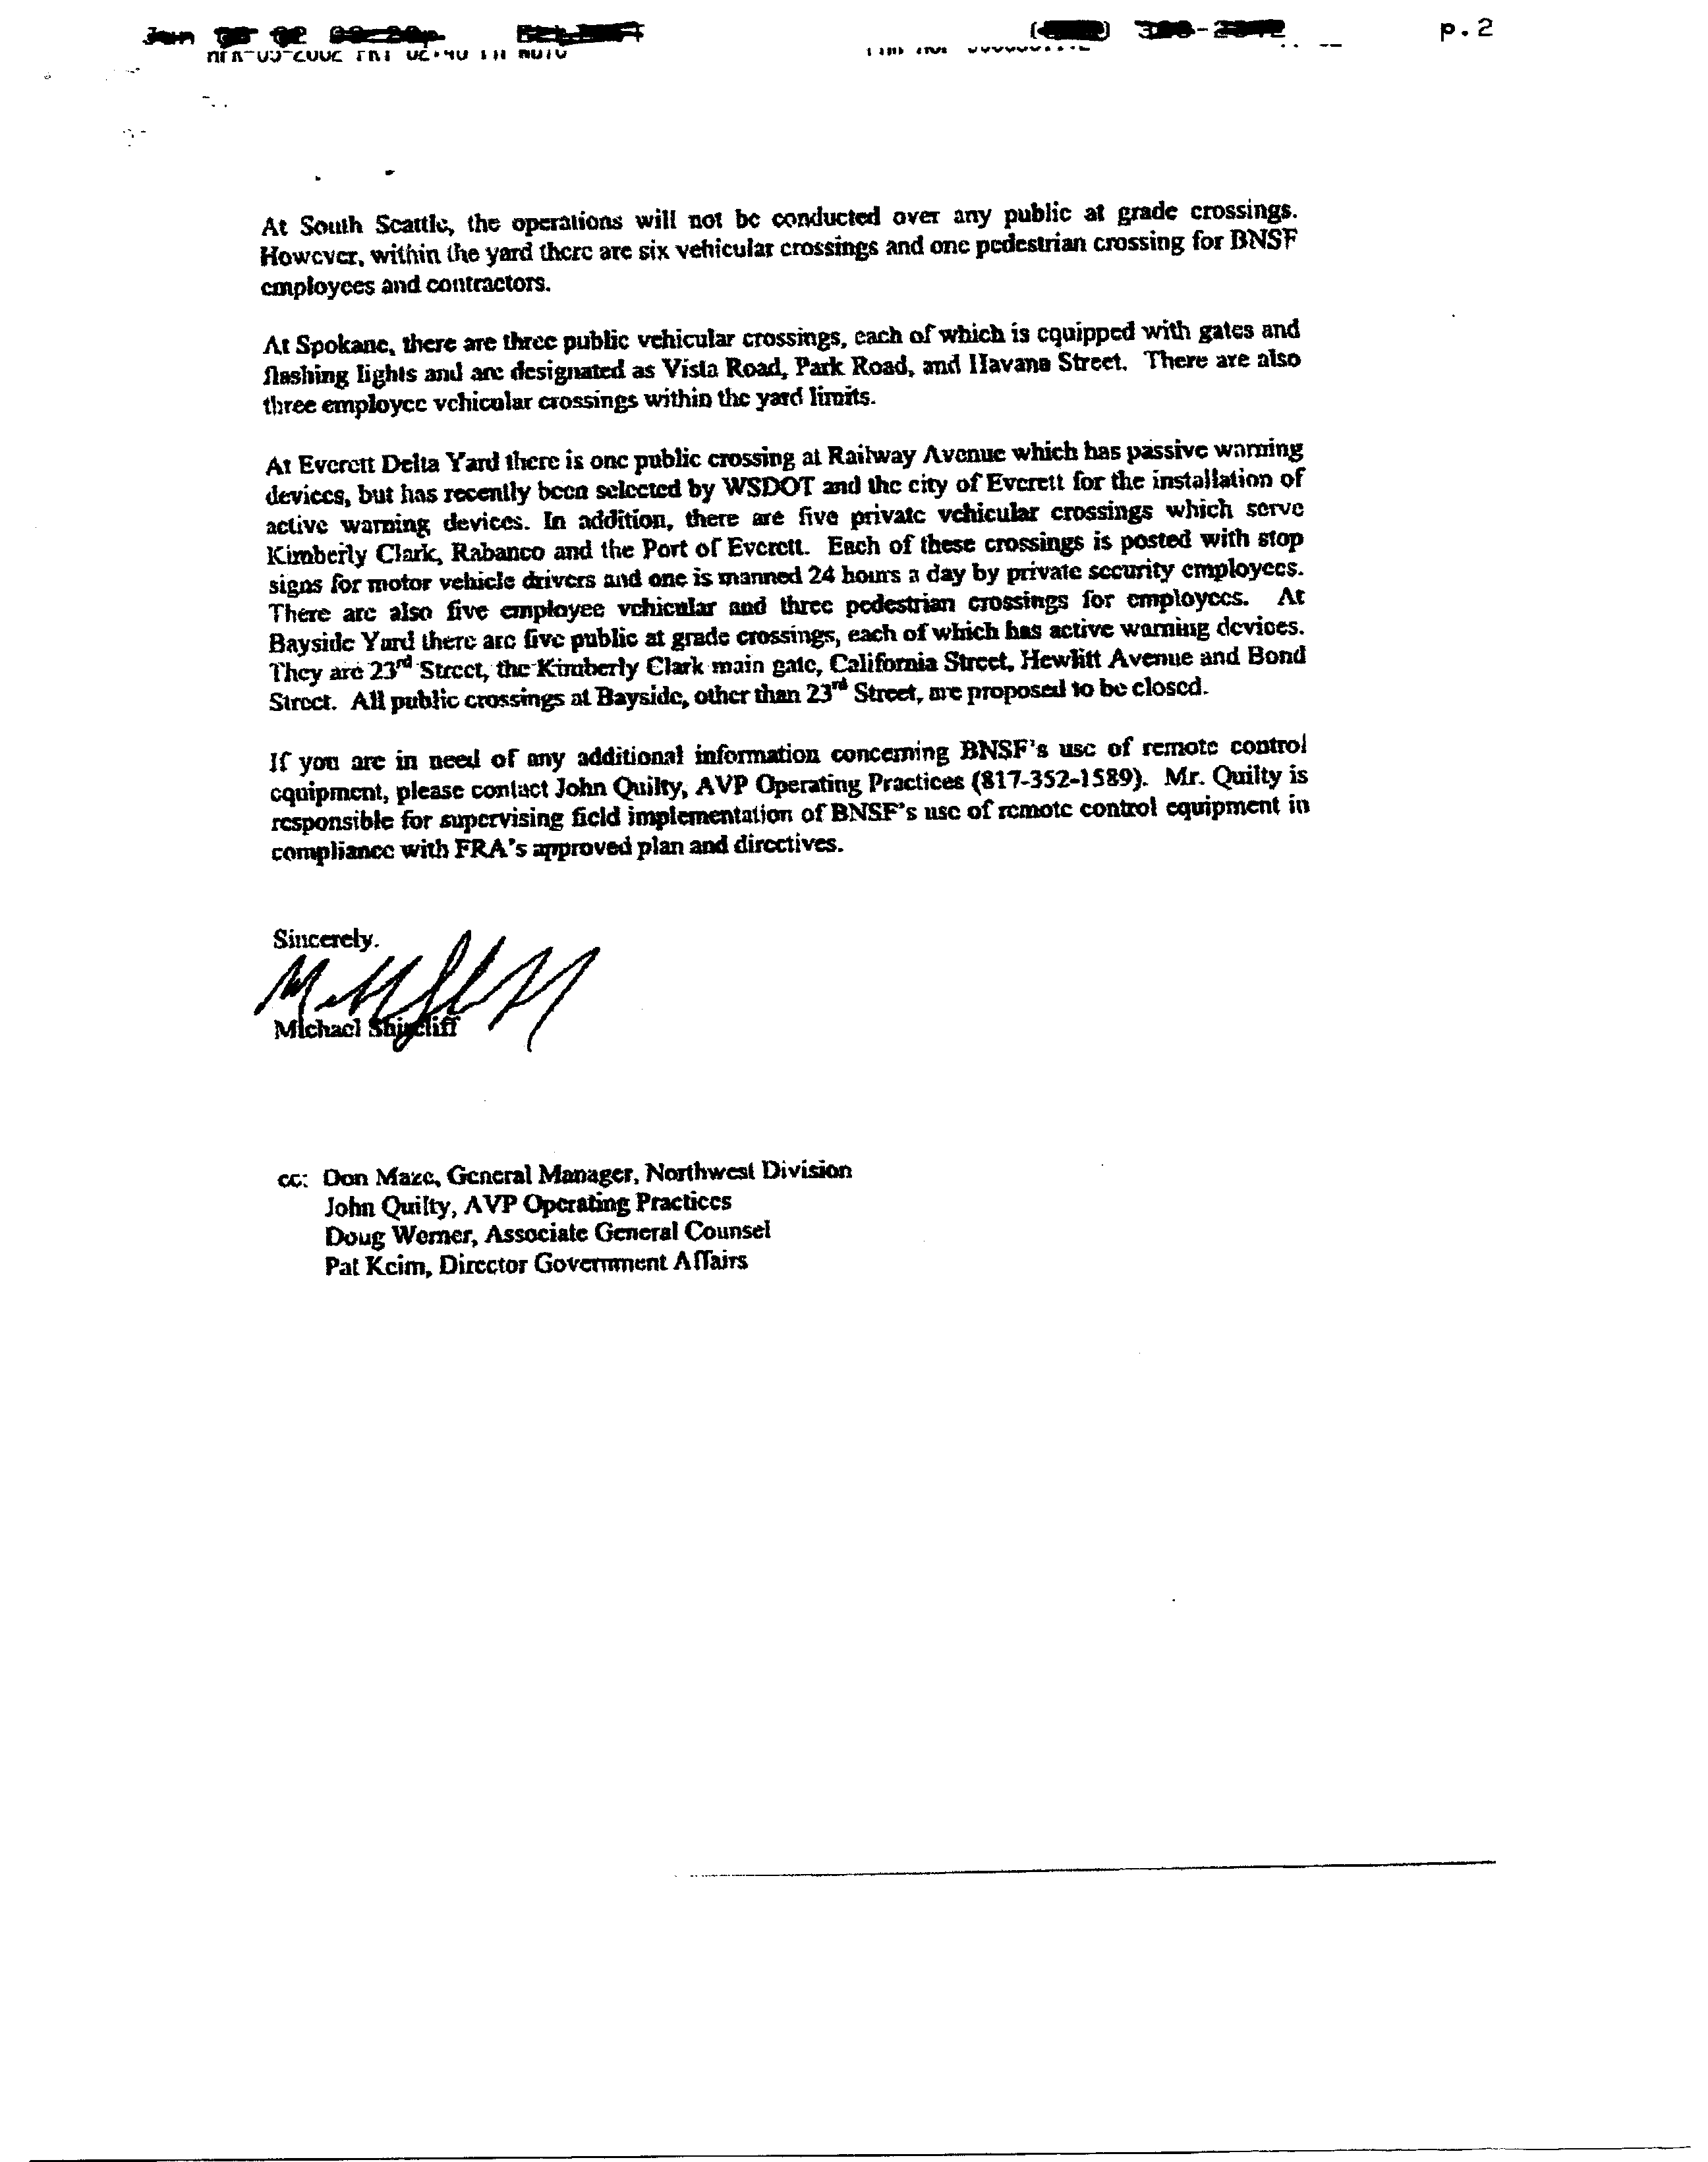 p.2
At South Seattle, the operations will not be conducted over any public at grade crossings.
However, within the yard there are six vehicular crossings and one pedestrian crossing for BNSF
employees and contractors.
At Spokane, there are three public vehicular crossings, each of which is equipped with gates and
flashing lights and are designated as Vista Road, Park Road, and Havana Street. There are also
three employee vehicular crossings within the yard limits.
At Everett Delta Yard there is one public crossing at Railway Avenue which has passive warning
devices, but has recently been selected by WSDOT and the city of Everett for the installation of
active warning devices. In addition, there are five private vehicular crossings which serve
Kimberly Clark, Rabanco and the Port of Everett. Each of these crossings is posted with stop
signs for motor vehicle drivers and one is manned 24 hours a day by private security employees.
There are also five employee vehicular and three pedestrian crossings for employees. At
Bayside Yard there are five public at grade crossings, each of which has active warning devices.
They are 23rd Street, the Kimberly Clark main gate, California Street, Hewlitt Avenue and Bond
Street. All public crossings at Bayside, other than 23rd Street, are proposed to be closed.
If you are in need of any additional information concerning BNSF's use of remote control
equipment, please contact John Quilty, AVP Operating Practices (817-352-1589). Mr. Quilty is
responsible for supervising field implementation of BNSF's use of remote control equipment in
compliance with FRA's approved plan and directives.
Sincerely.
Michael Shircliff
cc: Don Maze, General Manager, Northwest Division
John Quilty, AVP Operating Practices
Doug Werner, Associate General Counsel
Pat Keim, Director Government Affairs